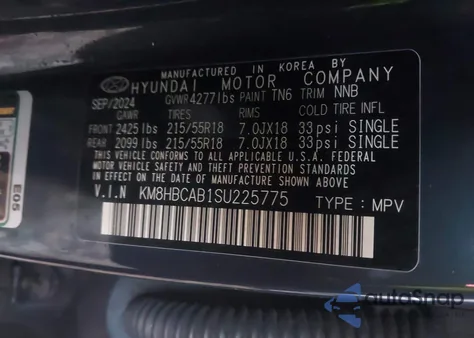 MANUFACTURED IN KOREA BY
HYUNDAI MOTOR COMPANY
SEP/2024 GVWR 4277lbs PAINT TN6 TRIM NNB
GAWR TIRES RIMS COLD TIRE INFL
FRONT 2425 lbs 215/55R18 7.0JX18 33psi SINGLE
REAR 2099 lbs 215/55R18 7.0JX18 33psi SINGLE
THIS VEHICLE CONFORMS TO ALL APPLICABLE U.S.A. FEDERAL
MOTOR VEHICLE SAFETY AND THEFT PREVENTION STANDARDS
IN EFFECT ON THE DATE OF MANUFACTURE SHOWN ABOVE.
V.I.N KM8HBCAB1SU225775 TYPE : MPV
E05
autoSnap